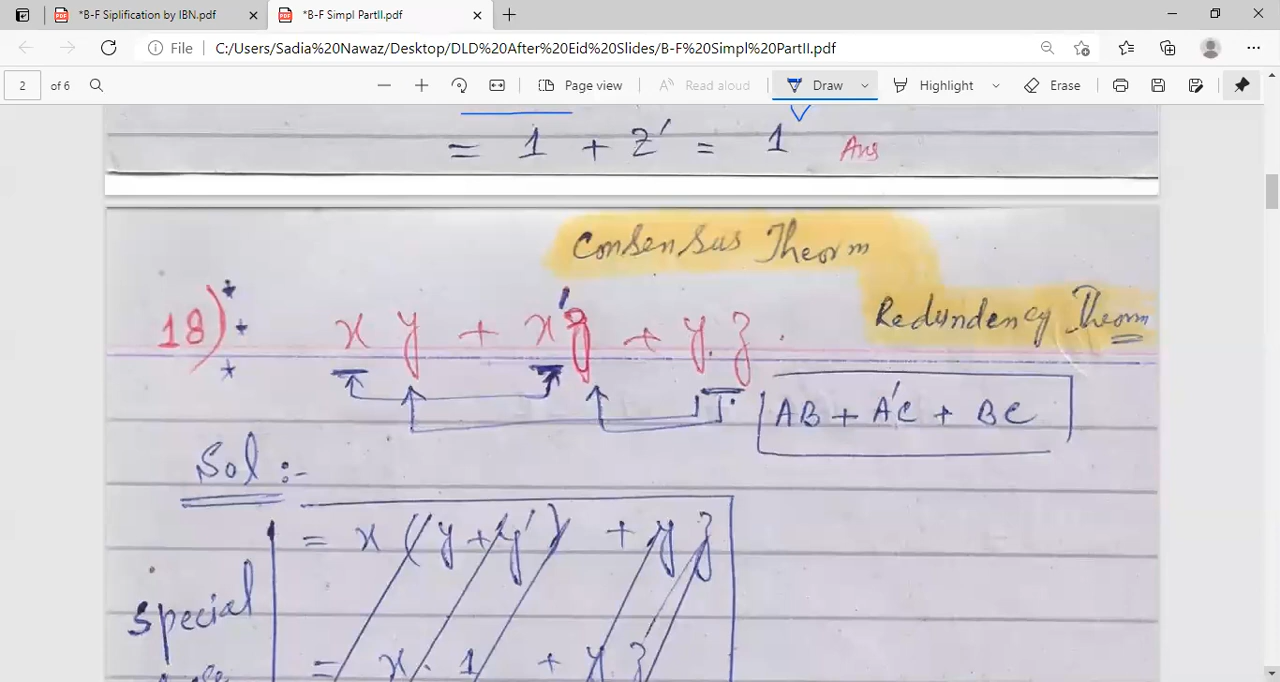 *B-F Siplification by IBN.pdf
*B-F Simpl PartII.pdf
File
C:/Users/Sadia%20Nawaz/Desktop/DLD%20After%20Eid%20Slides/B-F%20Simpl%20PartII.pdf
2 of 6
Page view
Read aloud
Draw
Highlight
Erase
= 1 + z' = 1 Ans
Consensus Theorm
Redundency Theorm
18) x y + x'z + y.z.
AB + A'C + BC
Sol :-
= x (y + y') + y z
special
= x . 1 + y z